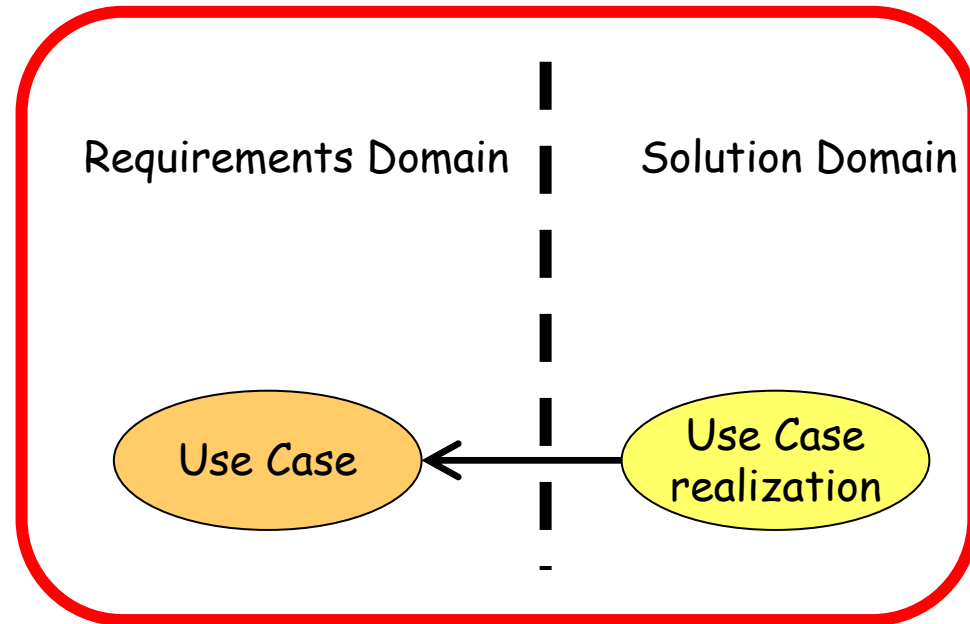 Requirements Domain
Solution Domain
Use Case
Use Case
realization